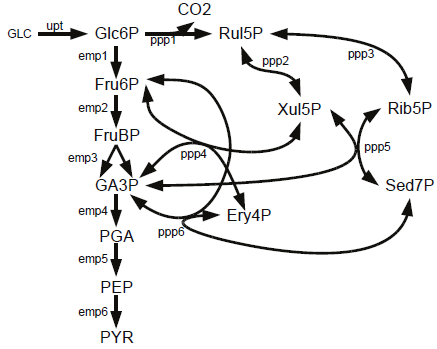 CO2
GLC upt Glc6P ppp1 Rul5P
emp1 ppp2 ppp3
Fru6P
emp2 Xul5P Rib5P
FruBP
emp3 ppp4 ppp5
GA3P Sed7P
emp4 Ery4P
PGA ppp6
emp5
PEP
emp6
PYR